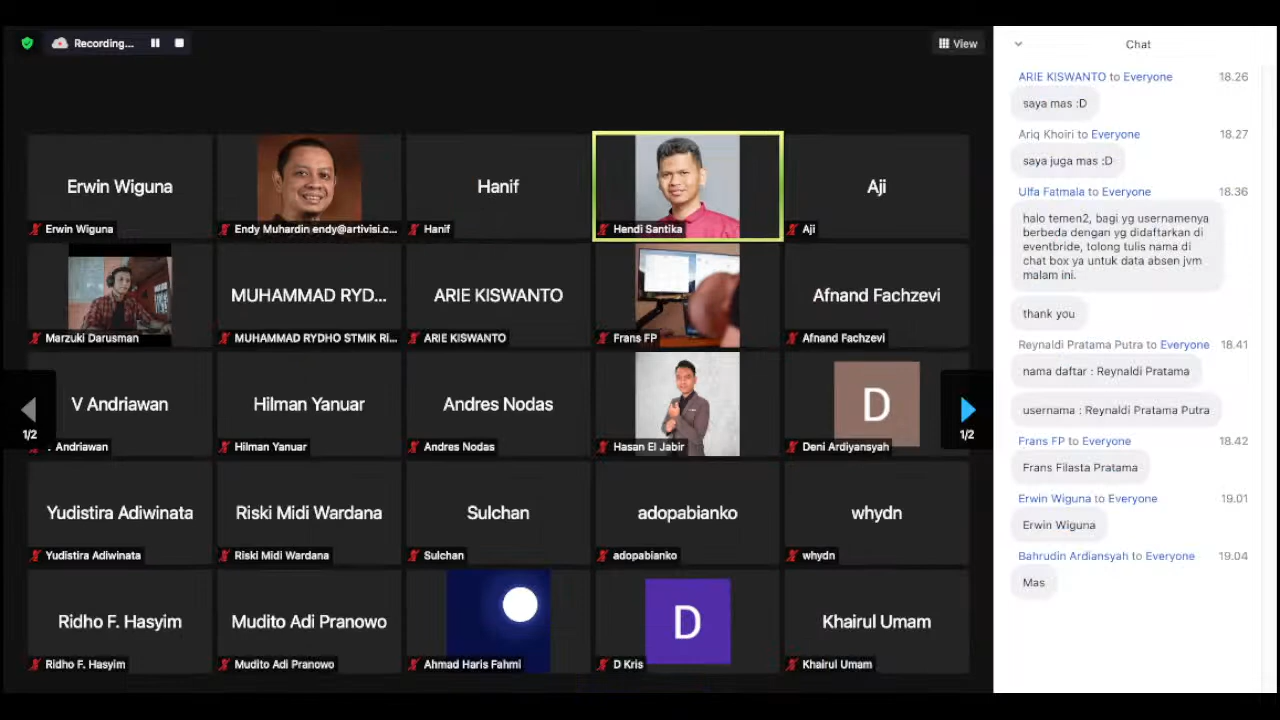 Recording...
View
Erwin Wiguna
Erwin Wiguna
Endy Muhardin endy@artivisi.c...
Hanif
Hanif
Hendi Santika
Aji
Aji
Marzuki Darusman
MUHAMMAD RYD...
MUHAMMAD RYDHO STMIK Ri...
ARIE KISWANTO
ARIE KISWANTO
Frans FP
Afnand Fachzevi
Afnand Fachzevi
1/2
V Andriawan
Andriawan
Hilman Yanuar
Hilman Yanuar
Andres Nodas
Andres Nodas
Hasan El Jabir
D
Deni Ardiyansyah
1/2
Yudistira Adiwinata
Yudistira Adiwinata
Riski Midi Wardana
Riski Midi Wardana
Sulchan
Sulchan
adopabianko
adopabianko
whydn
whydn
Ridho F. Hasyim
Ridho F. Hasyim
Mudito Adi Pranowo
Mudito Adi Pranowo
Ahmad Haris Fahmi
D
D Kris
Khairul Umam
Khairul Umam
Chat
ARIE KISWANTO to Everyone 18.26
saya mas :D
Ariq Khoiri to Everyone 18.27
saya juga mas :D
Ulfa Fatmala to Everyone 18.36
halo temen2, bagi yg usernamenya
berbeda dengan yg didaftarkan di
eventbride, tolong tulis nama di
chat box ya untuk data absen jvm
malam ini.
thank you
Reynaldi Pratama Putra to Everyone 18.41
nama daftar : Reynaldi Pratama
usernama : Reynaldi Pratama Putra
Frans FP to Everyone 18.42
Frans Filasta Pratama
Erwin Wiguna to Everyone 19.01
Erwin Wiguna
Bahrudin Ardiansyah to Everyone 19.04
Mas